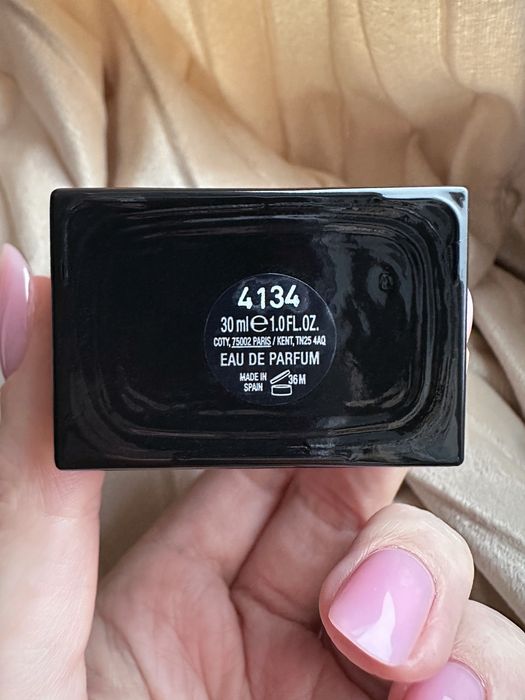 4134
30 ml ℮ 1.0 FL.OZ.
COTY, 75002 PARIS / KENT, TN25 4AQ
EAU DE PARFUM
MADE IN
SPAIN 36M